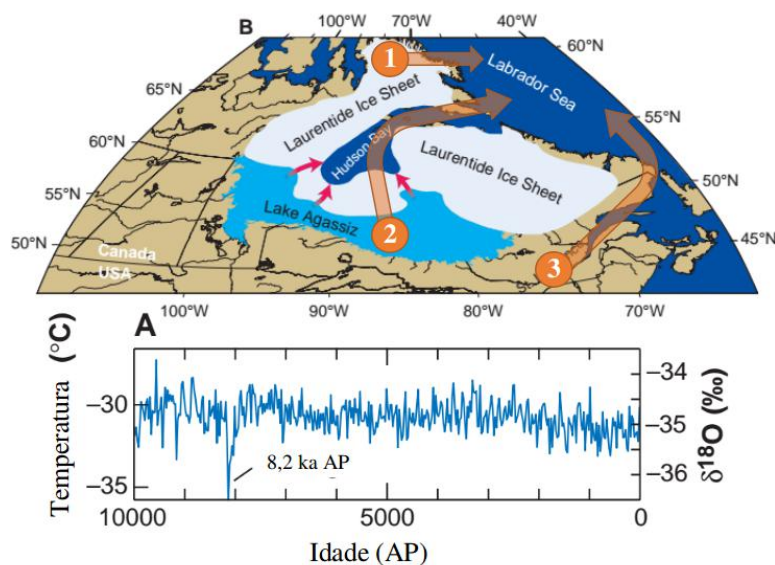 B
100°W 70°W 40°W
60°N
1
Labrador Sea
65°N
Laurentide Ice Sheet
55°N
60°N
Hudson Bay
Laurentide Ice Sheet
50°N
55°N
Lake Agassiz
2
45°N
50°N
Canada
USA
3
100°W 90°W 80°W 70°W
A
Temperatura (°C)
−30
−35
8,2 ka AP
−34
−35
−36
δ¹⁸O (‰)
10000 5000 0
Idade (AP)